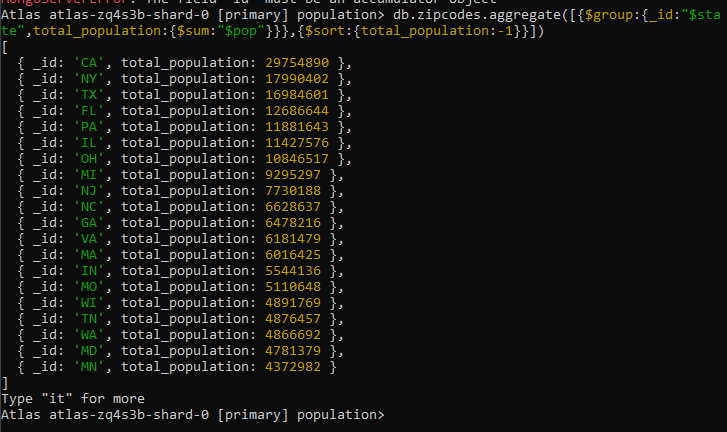 MongoServerError: The field 'id' must be an accumulator object
Atlas atlas-zq4s3b-shard-0 [primary] population> db.zipcodes.aggregate([{$group:{_id:"$sta
te",total_population:{$sum:"$pop"}}},{$sort:{total_population:-1}}])
[
  { _id: 'CA', total_population: 29754890 },
  { _id: 'NY', total_population: 17990402 },
  { _id: 'TX', total_population: 16984601 },
  { _id: 'FL', total_population: 12686644 },
  { _id: 'PA', total_population: 11881643 },
  { _id: 'IL', total_population: 11427576 },
  { _id: 'OH', total_population: 10846517 },
  { _id: 'MI', total_population: 9295297 },
  { _id: 'NJ', total_population: 7730188 },
  { _id: 'NC', total_population: 6628637 },
  { _id: 'GA', total_population: 6478216 },
  { _id: 'VA', total_population: 6181479 },
  { _id: 'MA', total_population: 6016425 },
  { _id: 'IN', total_population: 5544136 },
  { _id: 'MO', total_population: 5110648 },
  { _id: 'WI', total_population: 4891769 },
  { _id: 'TN', total_population: 4876457 },
  { _id: 'WA', total_population: 4866692 },
  { _id: 'MD', total_population: 4781379 },
  { _id: 'MN', total_population: 4372982 }
]
Type "it" for more
Atlas atlas-zq4s3b-shard-0 [primary] population>